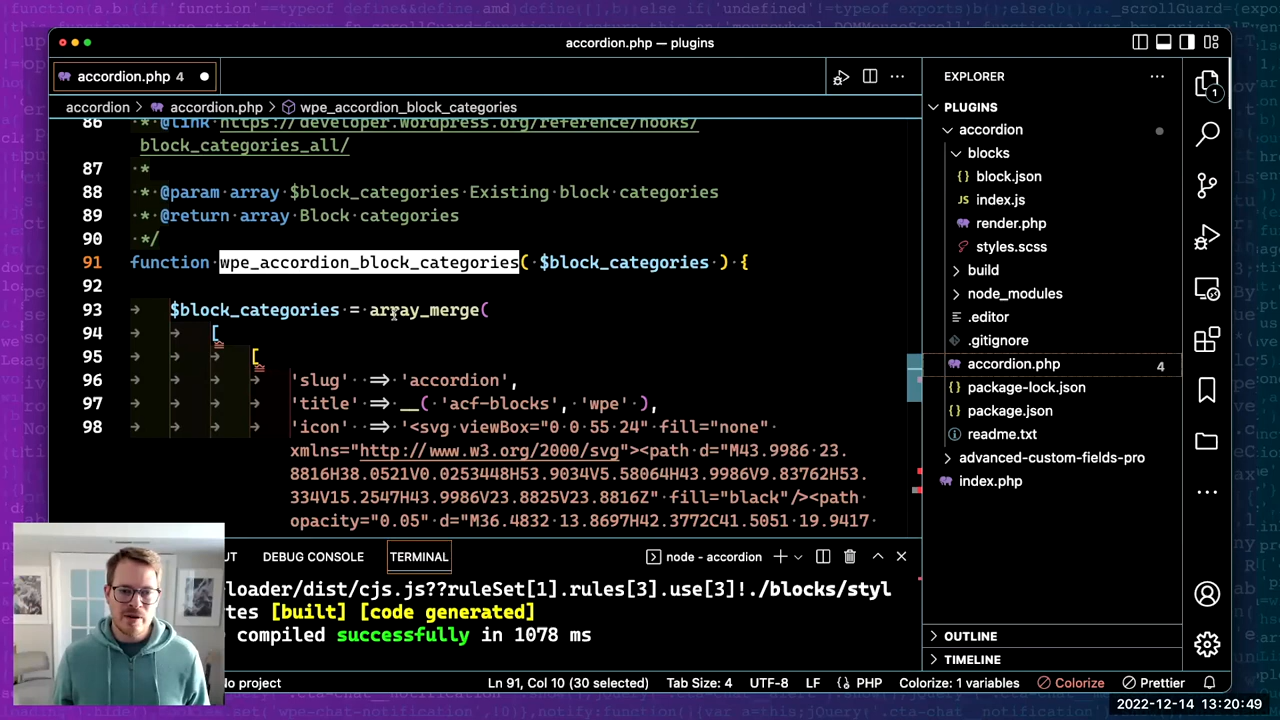 accordion.php — plugins
accordion.php 4
accordion
accordion.php
wpe_accordion_block_categories
86 * @link https://developer.wordpress.org/reference/hooks/
block_categories_all/
87 *
88 * @param array $block_categories Existing block categories
89 * @return array Block categories
90 */
91 function wpe_accordion_block_categories( $block_categories ) {
92
93 $block_categories = array_merge(
94 [
95 [
96 'slug' => 'accordion',
97 'title' => __( 'acf-blocks', 'wpe' ),
98 'icon' => '<svg viewBox="0 0 55 24" fill="none"
xmlns="http://www.w3.org/2000/svg"><path d="M43.9986 23.
8816H38.0521V0.0253448H53.9034V5.58064H43.9986V9.83762H53.
334V15.2547H43.9986V23.8825V23.8816Z" fill="black"/><path
opacity="0.05" d="M36.4832 13.8697H42.3772C41.5051 19.9417
UT
DEBUG CONSOLE
TERMINAL
node - accordion
loader/dist/cjs.js??ruleSet[1].rules[3].use[3]!./blocks/styl
tes [built] [code generated]
compiled successfully in 1078 ms
No project
Ln 91, Col 10 (30 selected)
Tab Size: 4
UTF-8
LF
PHP
Colorize: 1 variables
Colorize
Prettier
EXPLORER
PLUGINS
accordion
blocks
block.json
JS index.js
render.php
styles.scss
build
node_modules
.editor
.gitignore
accordion.php 4
package-lock.json
package.json
readme.txt
advanced-custom-fields-pro
index.php
OUTLINE
TIMELINE
1
2022-12-14 13:20:49